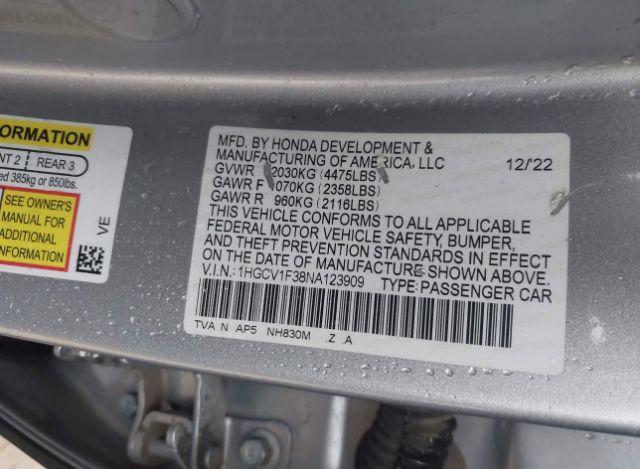 FORMATION
NT 2 REAR 3
ed 385kg or 850lbs.
SEE OWNER'S
MANUAL FOR
ADDITIONAL
INFORMATION
VE
MFD. BY HONDA DEVELOPMENT &
MANUFACTURING OF AMERICA, LLC 12/22
GVWR 2030KG (4475LBS)
GAWR F 1070KG (2358LBS)
GAWR R 960KG (2116LBS)
THIS VEHICLE CONFORMS TO ALL APPLICABLE
FEDERAL MOTOR VEHICLE SAFETY, BUMPER,
AND THEFT PREVENTION STANDARDS IN EFFECT
ON THE DATE OF MANUFACTURE SHOWN ABOVE.
V.I.N.: 1HGCV1F38NA123909 TYPE: PASSENGER CAR
TVA N AP5 NH830M .Z .A